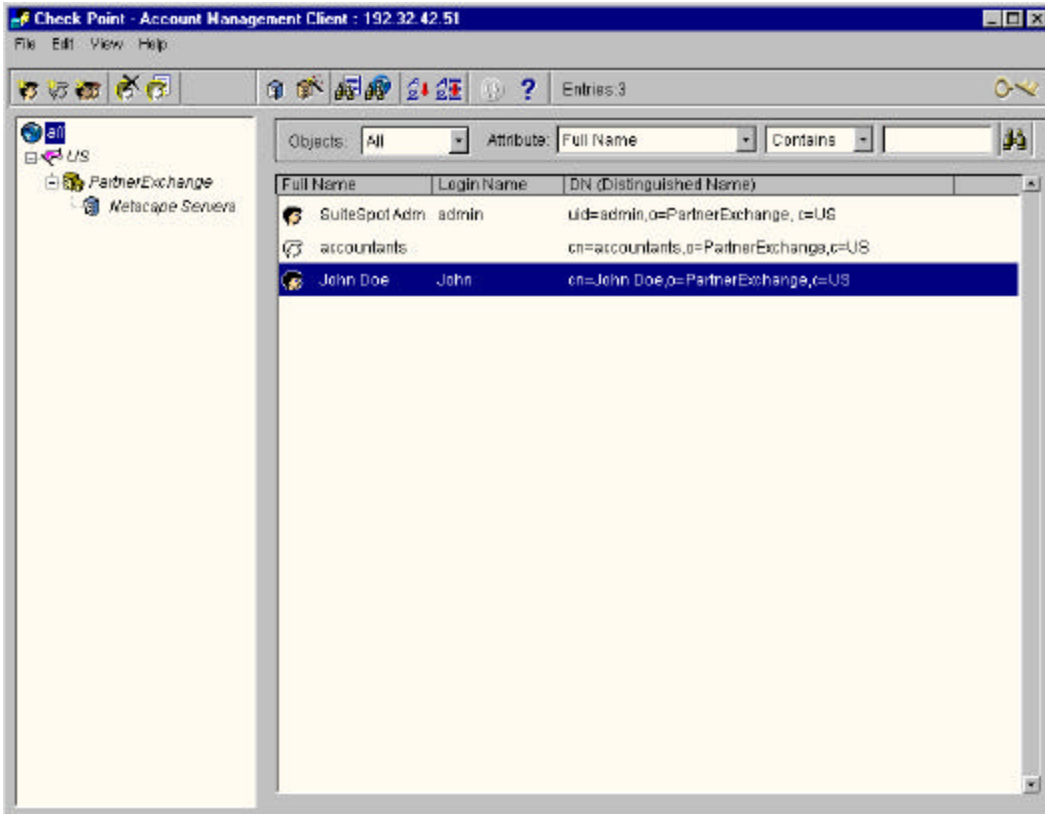 Check Point - Account Management Client : 192.32.42.51
File Edit View Help
Entries:3
all
US
PartnerExchange
Netscape Servers
Objects: All Attribute: Full Name Contains
Full Name Login Name DN (Distinguished Name)
SuiteSpot Adm admin uid=admin,o=PartnerExchange, c=US
accountants cn=accountants,o=PartnerExchange,c=US
John Doe John cn=John Doe,o=PartnerExchange,c=US